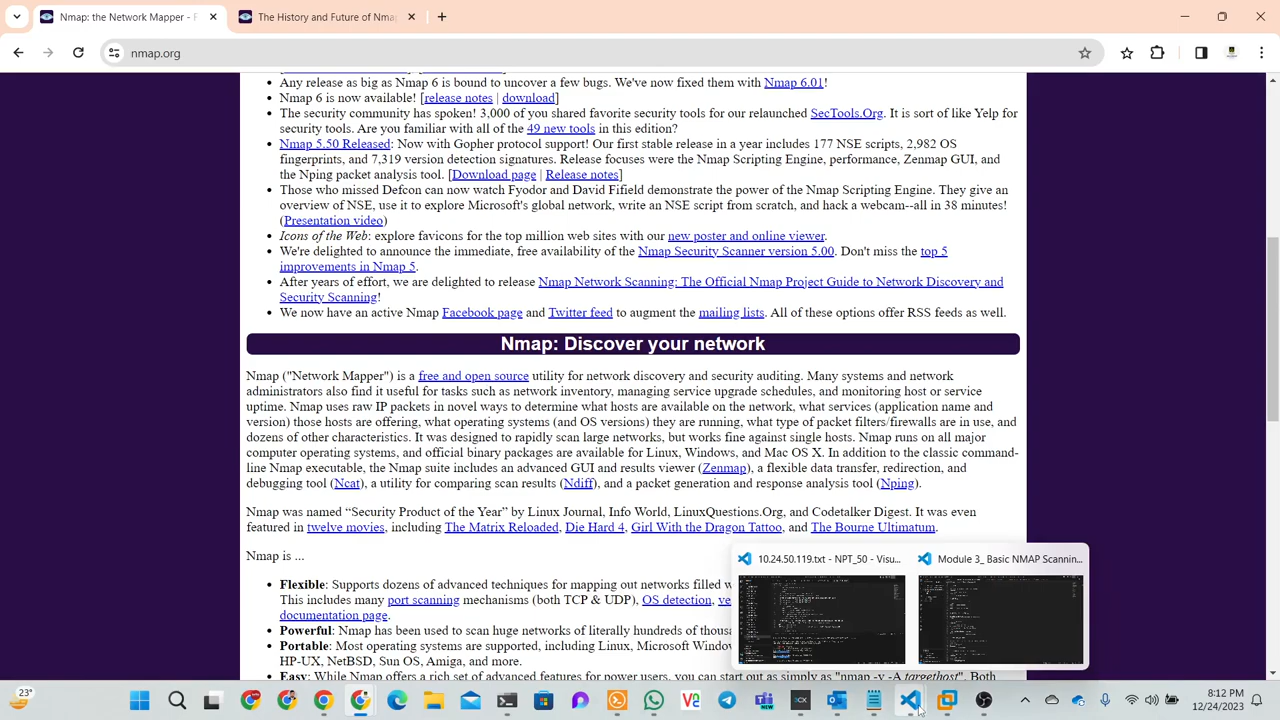 Nmap: the Network Mapper - F
The History and Future of Nma
nmap.org
Any release as big as Nmap 6 is bound to uncover a few bugs. We've now fixed them with Nmap 6.01!
Nmap 6 is now available! [release notes | download]
The security community has spoken! 3,000 of you shared favorite security tools for our relaunched SecTools.Org. It is sort of like Yelp for
security tools. Are you familiar with all of the 49 new tools in this edition?
Nmap 5.50 Released: Now with Gopher protocol support! Our first stable release in a year includes 177 NSE scripts, 2,982 OS
fingerprints, and 7,319 version detection signatures. Release focuses were the Nmap Scripting Engine, performance, Zenmap GUI, and
the Nping packet analysis tool. [Download page | Release notes]
Those who missed Defcon can now watch Fyodor and David Fifield demonstrate the power of the Nmap Scripting Engine. They give an
overview of NSE, use it to explore Microsoft's global network, write an NSE script from scratch, and hack a webcam--all in 38 minutes!
(Presentation video)
Icons of the Web: explore favicons for the top million web sites with our new poster and online viewer.
We're delighted to announce the immediate, free availability of the Nmap Security Scanner version 5.00. Don't miss the top 5
improvements in Nmap 5.
After years of effort, we are delighted to release Nmap Network Scanning: The Official Nmap Project Guide to Network Discovery and
Security Scanning!
We now have an active Nmap Facebook page and Twitter feed to augment the mailing lists. All of these options offer RSS feeds as well.
Nmap: Discover your network
Nmap ("Network Mapper") is a free and open source utility for network discovery and security auditing. Many systems and network
administrators also find it useful for tasks such as network inventory, managing service upgrade schedules, and monitoring host or service
uptime. Nmap uses raw IP packets in novel ways to determine what hosts are available on the network, what services (application name and
version) those hosts are offering, what operating systems (and OS versions) they are running, what type of packet filters/firewalls are in use, and
dozens of other characteristics. It was designed to rapidly scan large networks, but works fine against single hosts. Nmap runs on all major
computer operating systems, and official binary packages are available for Linux, Windows, and Mac OS X. In addition to the classic command-
line Nmap executable, the Nmap suite includes an advanced GUI and results viewer (Zenmap), a flexible data transfer, redirection, and
debugging tool (Ncat), a utility for comparing scan results (Ndiff), and a packet generation and response analysis tool (Nping).
Nmap was named “Security Product of the Year” by Linux Journal, Info World, LinuxQuestions.Org, and Codetalker Digest. It was even
featured in twelve movies, including The Matrix Reloaded, Die Hard 4, Girl With the Dragon Tattoo, and The Bourne Ultimatum.
Nmap is ...
10.24.50.119.txt - NPT_50 - Visu...
Module 3_ Basic NMAP Scannin...
Flexible: Supports dozens of advanced techniques for mapping out networks filled w
This includes many port scanning mechanisms (both TCP & UDP), OS detection, ve
documentation page.
Powerful: Nmap has been used to scan huge networks of literally hundreds of thousa
Portable: Most operating systems are supported, including Linux, Microsoft Window
HP-UX, NetBSD, Sun OS, Amiga, and more.
Easy: While Nmap offers a rich set of advanced features for power users, you can start out as simply as "nmap -v -A targethost". Both
23°
8:12 PM
12/24/2023